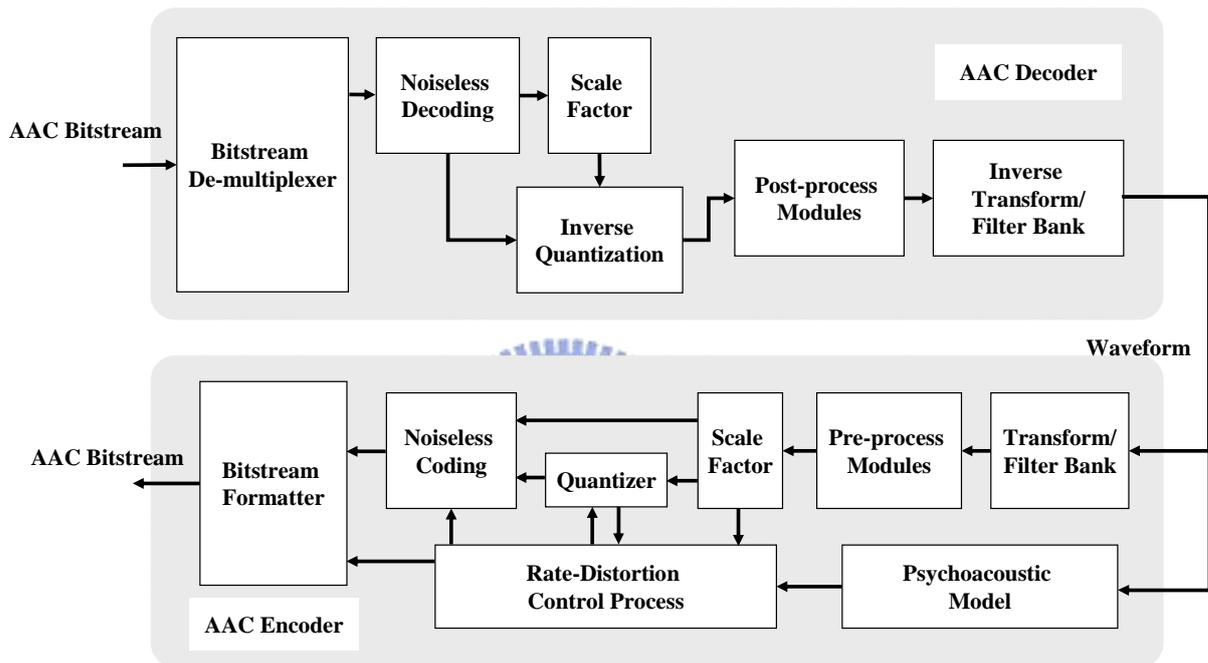 AAC Bitstream
Bitstream
De-multiplexer
Noiseless
Decoding
Scale
Factor
Inverse
Quantization
Post-process
Modules
Inverse
Transform/
Filter Bank
AAC Decoder
Waveform
AAC Bitstream
Bitstream
Formatter
Noiseless
Coding
Quantizer
Scale
Factor
Pre-process
Modules
Transform/
Filter Bank
Rate-Distortion
Control Process
Psychoacoustic
Model
AAC Encoder